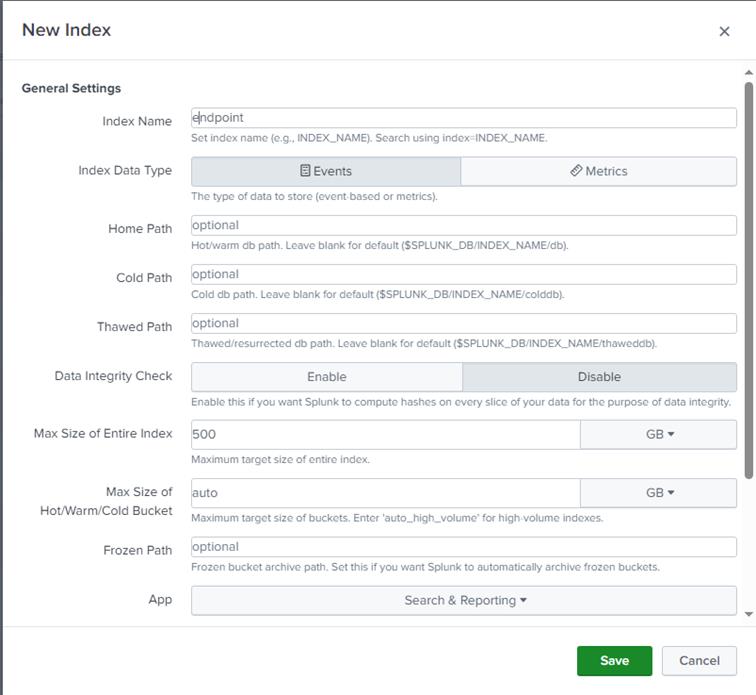 New Index
×
General Settings
Index Name
endpoint
Set index name (e.g., INDEX_NAME). Search using index=INDEX_NAME.
Index Data Type
Events
Metrics
The type of data to store (event-based or metrics).
Home Path
optional
Hot/warm db path. Leave blank for default ($SPLUNK_DB/INDEX_NAME/db).
Cold Path
optional
Cold db path. Leave blank for default ($SPLUNK_DB/INDEX_NAME/colddb).
Thawed Path
optional
Thawed/resurrected db path. Leave blank for default ($SPLUNK_DB/INDEX_NAME/thaweddb).
Data Integrity Check
Enable
Disable
Enable this if you want Splunk to compute hashes on every slice of your data for the purpose of data integrity.
Max Size of Entire Index
500
GB
Maximum target size of entire index.
Max Size of
Hot/Warm/Cold Bucket
auto
GB
Maximum target size of buckets. Enter 'auto_high_volume' for high-volume indexes.
Frozen Path
optional
Frozen bucket archive path. Set this if you want Splunk to automatically archive frozen buckets.
App
Search & Reporting
Save
Cancel